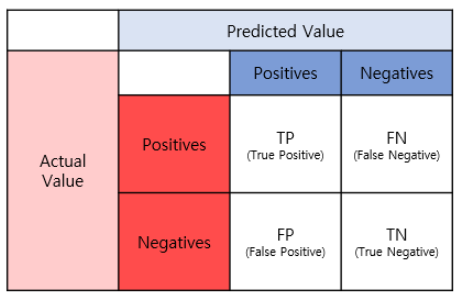 Predicted Value
Positives Negatives
Actual
Value
Positives
TP
(True Positive)
FN
(False Negative)
Negatives
FP
(False Positive)
TN
(True Negative)